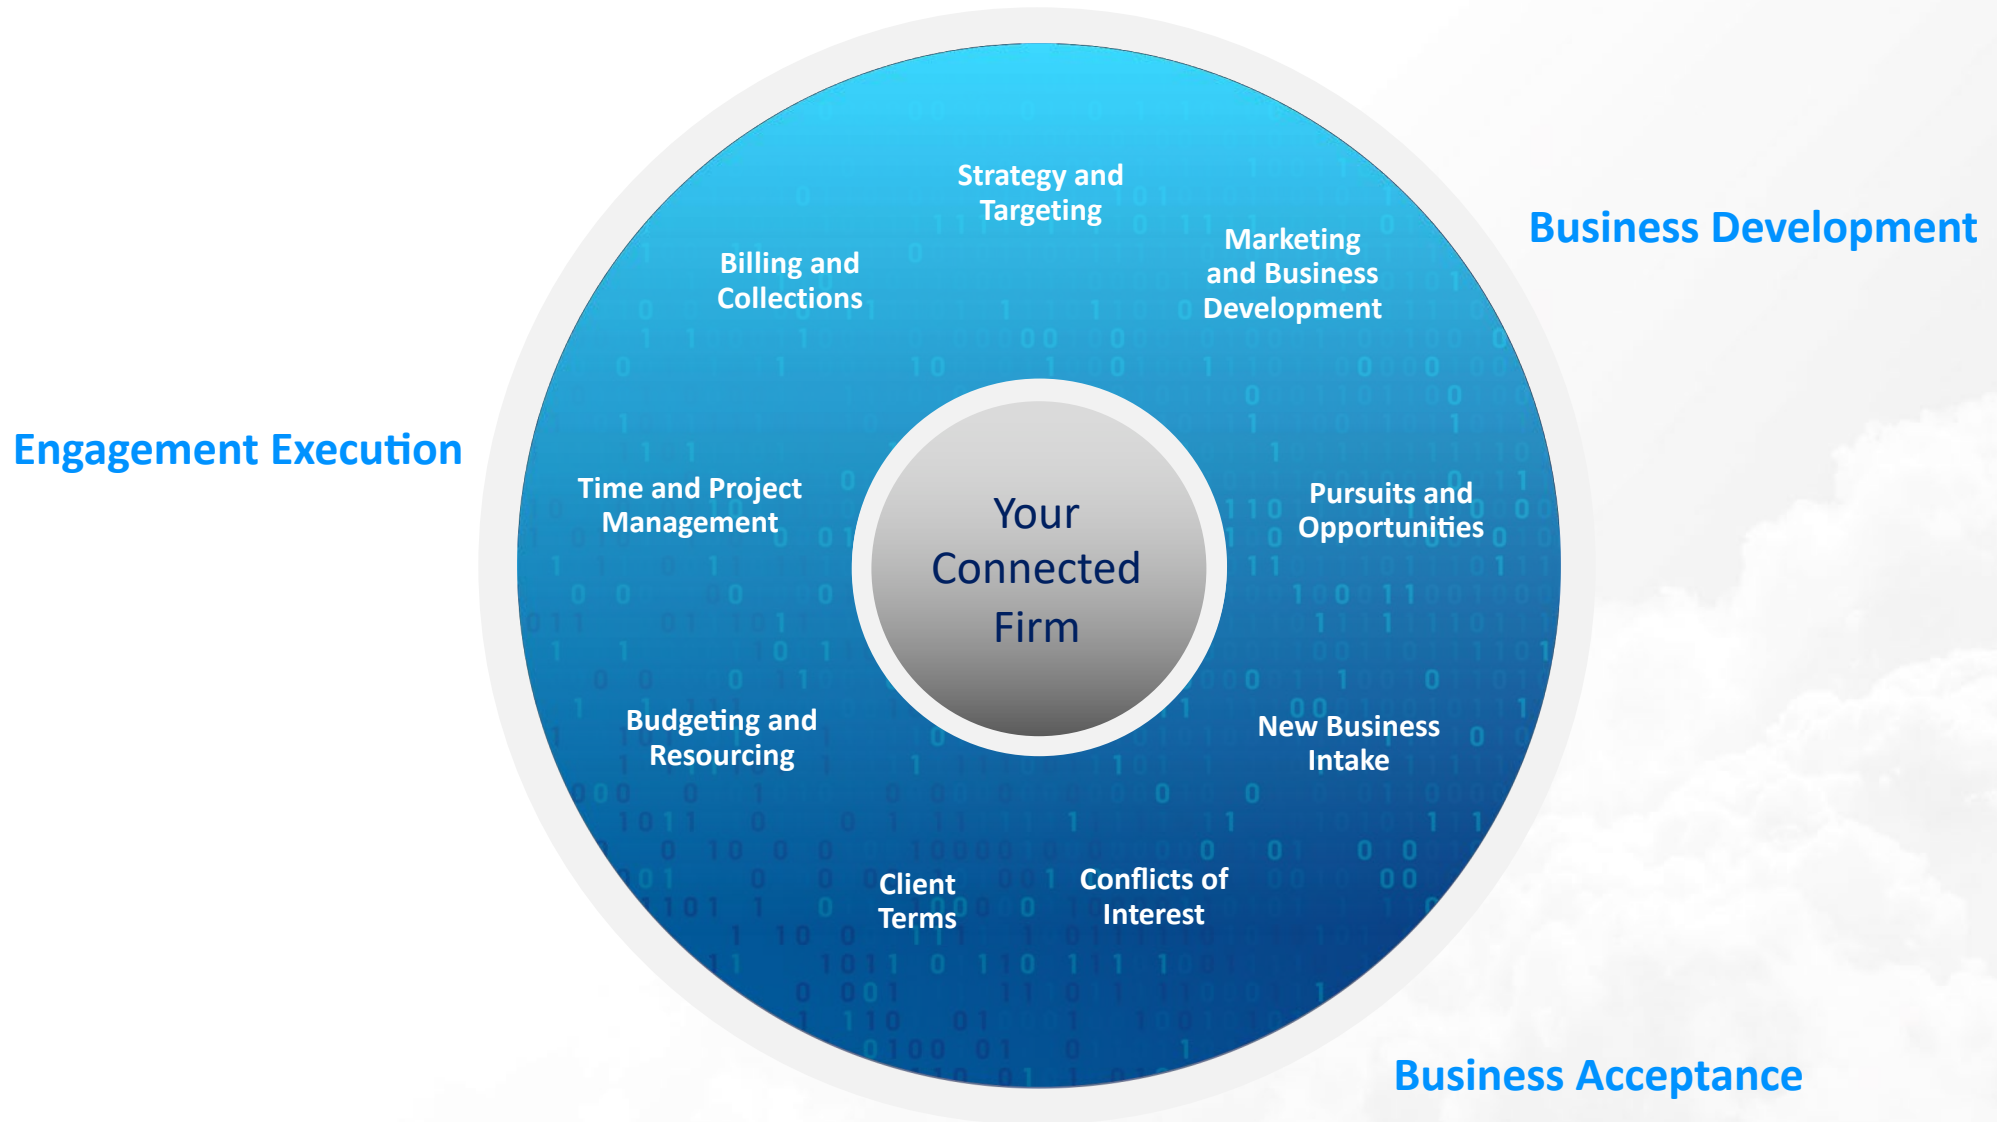 Strategy and
Targeting
Marketing
and Business
Development
Business Development
Billing and
Collections
Engagement Execution
Time and Project
Management
Your
Connected
Firm
Pursuits and
Opportunities
Budgeting and
Resourcing
New Business
Intake
Client
Terms
Conflicts of
Interest
Business Acceptance